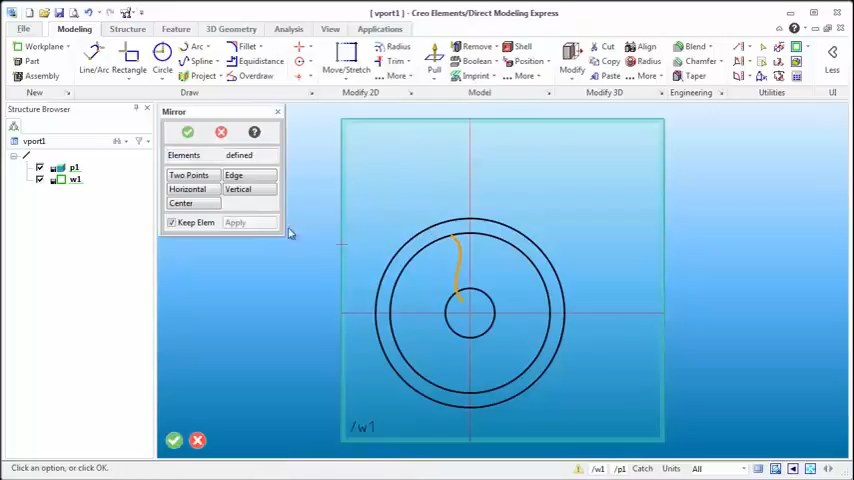 [ vport1 ] - Creo Elements/Direct Modeling Express
File Modeling Structure Feature 3D Geometry Analysis View Applications
Workplane Part Assembly
New
Line/Arc Rectangle Circle Arc Spline Project Fillet Equidistance Overdraw
Draw
Move/Stretch Radius Trim More
Modify 2D
Pull Remove Boolean Imprint Shell Position More
Model
Modify Cut Copy Paste Align Radius More
Modify 3D
Blend Chamfer Taper
Engineering
Utilities
Less
UI
Structure Browser
vport1
p1
w1
Mirror
Elements defined
Two Points Edge
Horizontal Vertical
Center
Keep Elem Apply
/w1
Click an option, or click OK.
/w1 /p1 Catch Units All